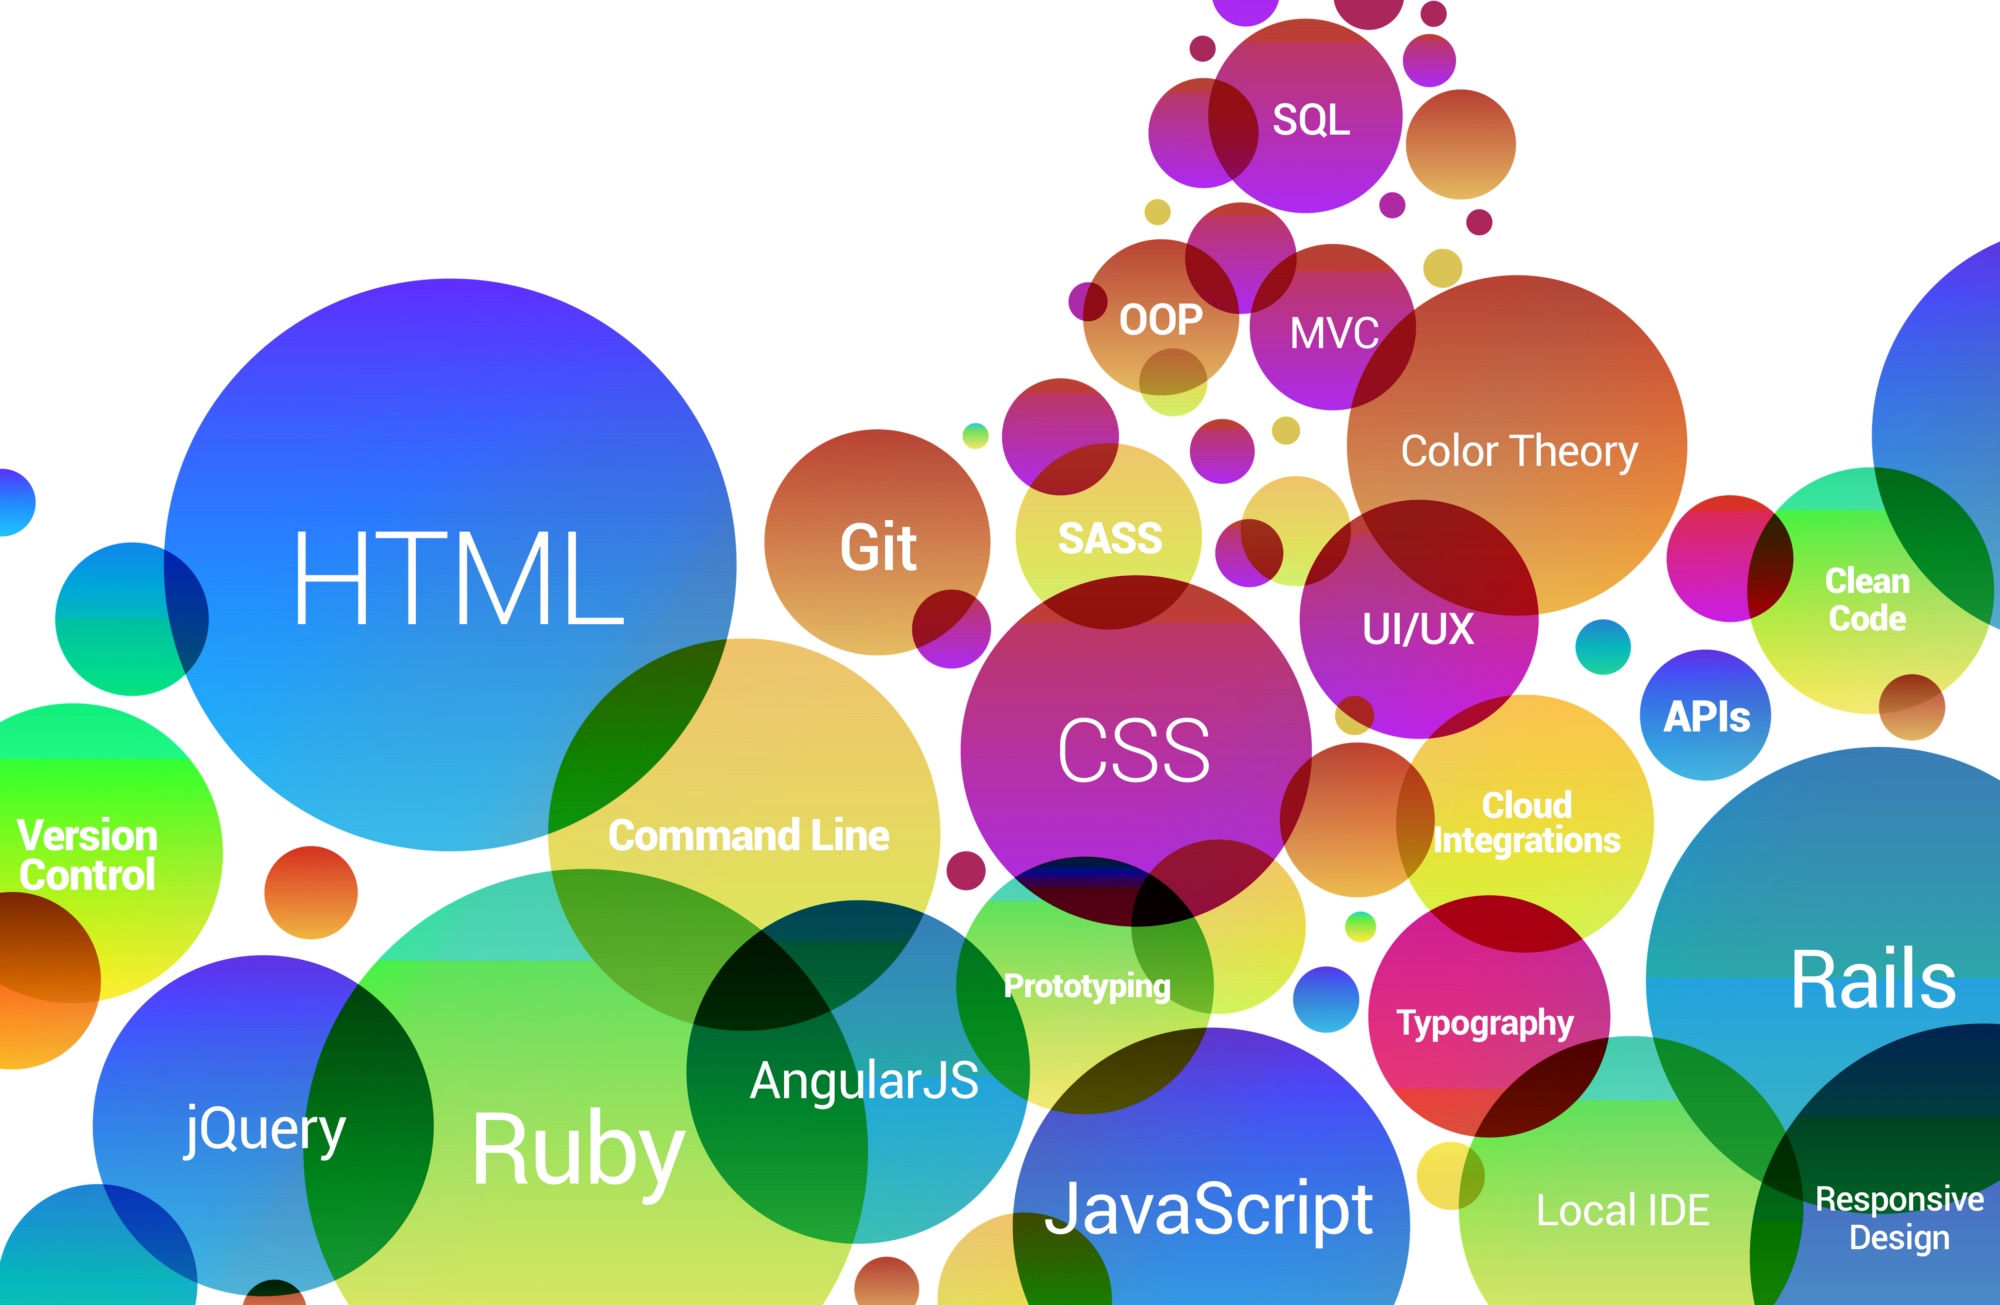 SQL
OOP
MVC
Color Theory
HTML
Git
SASS
Clean
Code
UI/UX
APIs
CSS
Version
Control
Command Line
Cloud
Integrations
Rails
Prototyping
Typography
AngularJS
jQuery
Ruby
JavaScript
Local IDE
Responsive
Design